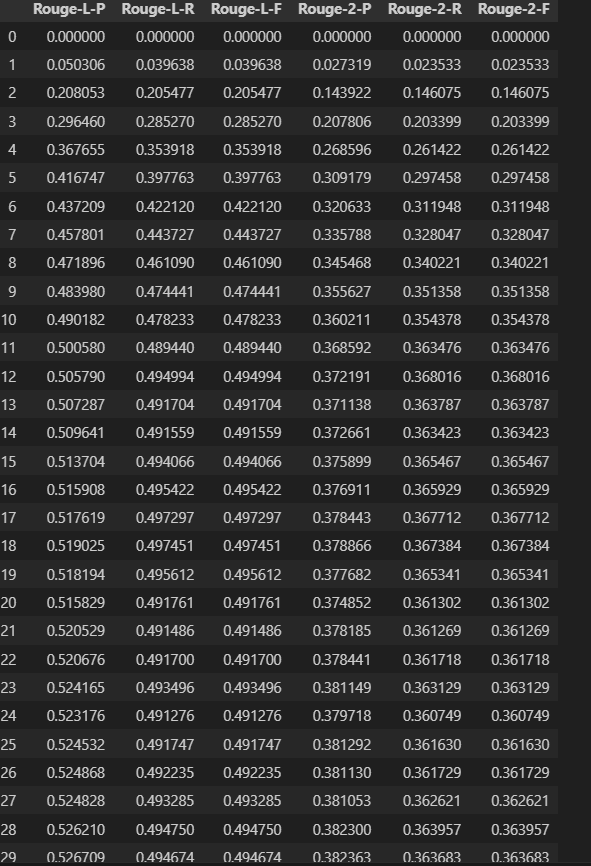 Rouge-L-P Rouge-L-R Rouge-L-F Rouge-2-P Rouge-2-R Rouge-2-F
0 0.000000 0.000000 0.000000 0.000000 0.000000 0.000000
1 0.050306 0.039638 0.039638 0.027319 0.023533 0.023533
2 0.208053 0.205477 0.205477 0.143922 0.146075 0.146075
3 0.296460 0.285270 0.285270 0.207806 0.203399 0.203399
4 0.367655 0.353918 0.353918 0.268596 0.261422 0.261422
5 0.416747 0.397763 0.397763 0.309179 0.297458 0.297458
6 0.437209 0.422120 0.422120 0.320633 0.311948 0.311948
7 0.457801 0.443727 0.443727 0.335788 0.328047 0.328047
8 0.471896 0.461090 0.461090 0.345468 0.340221 0.340221
9 0.483980 0.474441 0.474441 0.355627 0.351358 0.351358
10 0.490182 0.478233 0.478233 0.360211 0.354378 0.354378
11 0.500580 0.489440 0.489440 0.368592 0.363476 0.363476
12 0.505790 0.494994 0.494994 0.372191 0.368016 0.368016
13 0.507287 0.491704 0.491704 0.371138 0.363787 0.363787
14 0.509641 0.491559 0.491559 0.372661 0.363423 0.363423
15 0.513704 0.494066 0.494066 0.375899 0.365467 0.365467
16 0.515908 0.495422 0.495422 0.376911 0.365929 0.365929
17 0.517619 0.497297 0.497297 0.378443 0.367712 0.367712
18 0.519025 0.497451 0.497451 0.378866 0.367384 0.367384
19 0.518194 0.495612 0.495612 0.377682 0.365341 0.365341
20 0.515829 0.491761 0.491761 0.374852 0.361302 0.361302
21 0.520529 0.491486 0.491486 0.378185 0.361269 0.361269
22 0.520676 0.491700 0.491700 0.378441 0.361718 0.361718
23 0.524165 0.493496 0.493496 0.381149 0.363129 0.363129
24 0.523176 0.491276 0.491276 0.379718 0.360749 0.360749
25 0.524532 0.491747 0.491747 0.381292 0.361630 0.361630
26 0.524868 0.492235 0.492235 0.381130 0.361729 0.361729
27 0.524828 0.493285 0.493285 0.381053 0.362621 0.362621
28 0.526210 0.494750 0.494750 0.382300 0.363957 0.363957
29 0.526709 0.494674 0.494674 0.382363 0.363683 0.363683